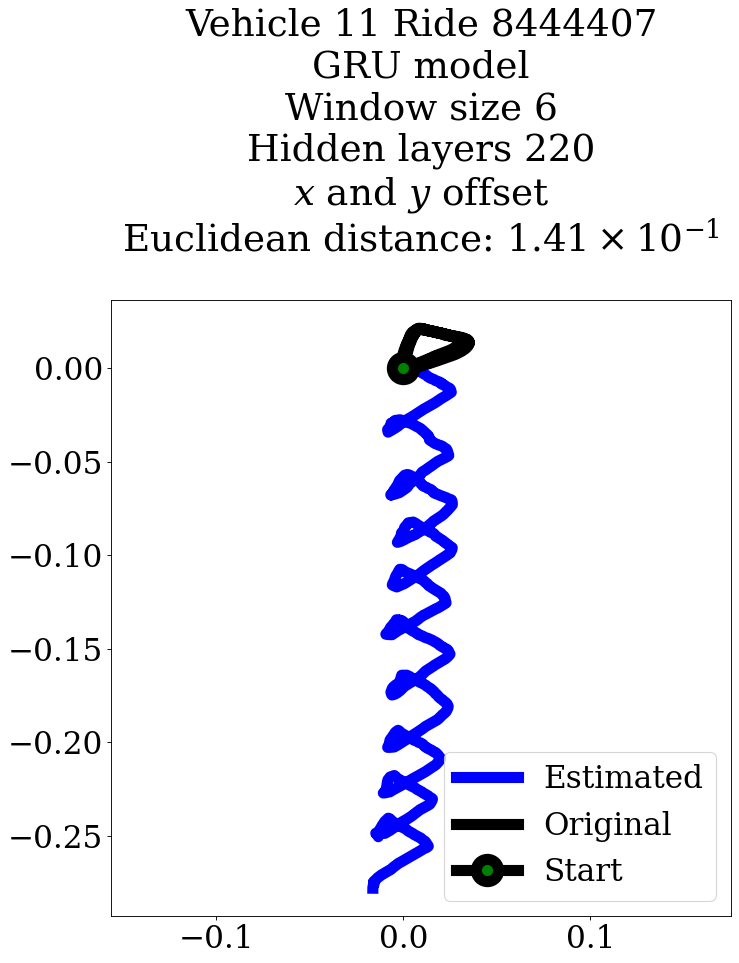 Vehicle 11 Ride 8444407
GRU model
Window size 6
Hidden layers 220
x and y offset
Euclidean distance: 1.41 × 10⁻¹
0.00
−0.05
−0.10
−0.15
−0.20
−0.25
Estimated
Original
Start
−0.1
0.0
0.1